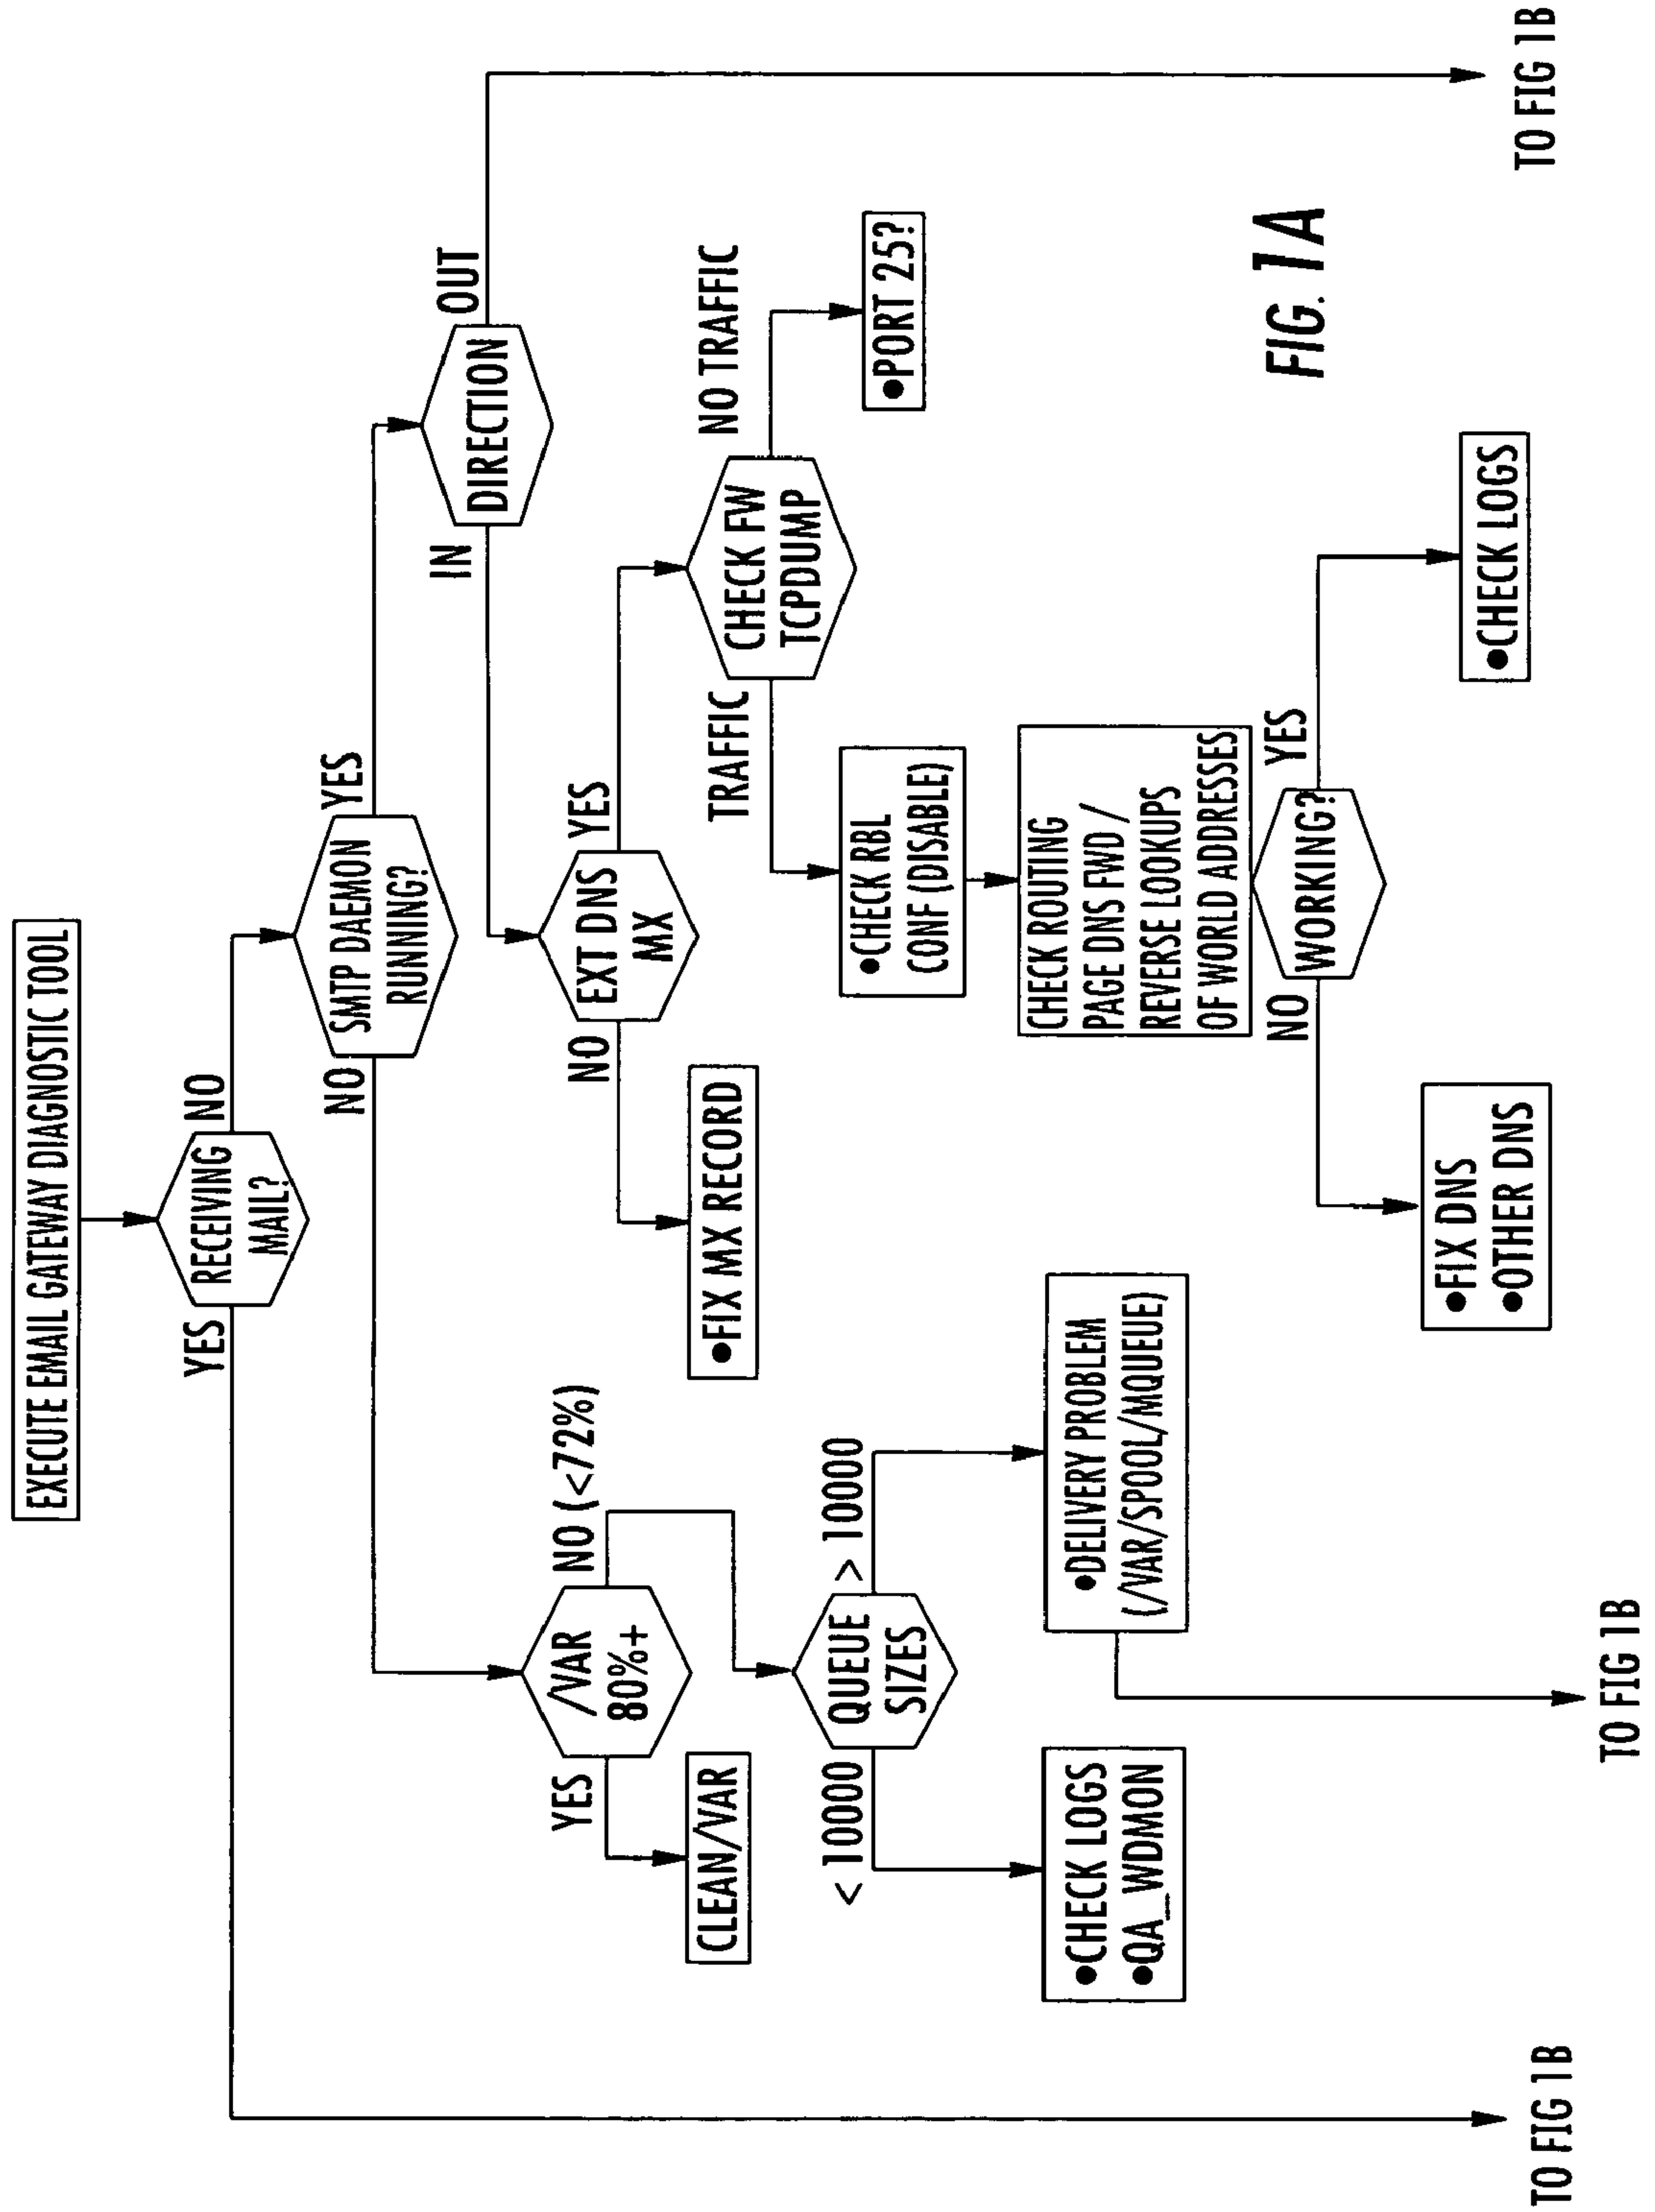 EXECUTE EMAIL GATEWAY DIAGNOSTIC TOOL
RECEIVING
MAIL?
YES
NO
SMTP DAEMON
RUNNING?
NO
YES
DIRECTION
IN
OUT
/VAR
80%+
YES
NO (<72%)
EXT DNS
MX
NO
YES
CLEAN/VAR
•FIX MX RECORD
CHECK FW
TCPDUMP
TRAFFIC
NO TRAFFIC
QUEUE
SIZES
< 10000
> 10000
•CHECK RBL
CONF (DISABLE)
•PORT 25?
•CHECK LOGS
•QA_WDMON
•DELIVERY PROBLEM
(/VAR/SPOOL/MQUEUE)
CHECK ROUTING
PAGE DNS FWD /
REVERSE LOOKUPS
OF WORLD ADDRESSES
WORKING?
NO
YES
•FIX DNS
•OTHER DNS
•CHECK LOGS
FIG. 1A
TO FIG 1B
TO FIG 1B
TO FIG 1B